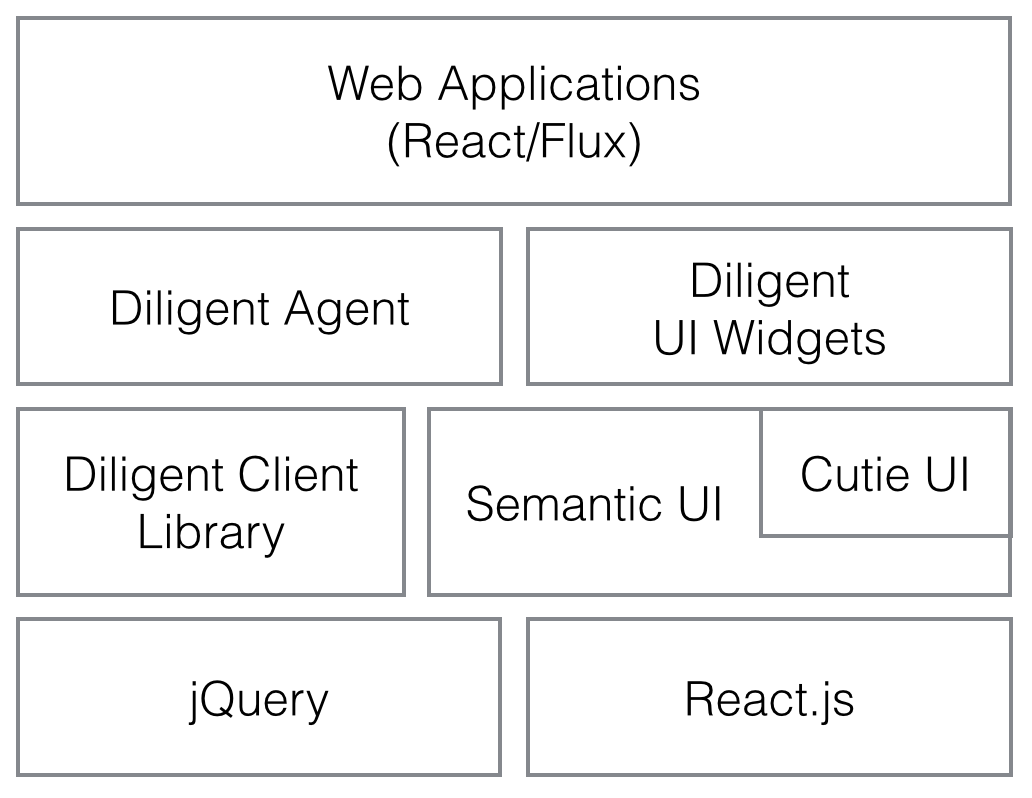 Web Applications
(React/Flux)
Diligent Agent
Diligent
UI Widgets
Diligent Client
Library
Semantic UI
Cutie UI
jQuery
React.js